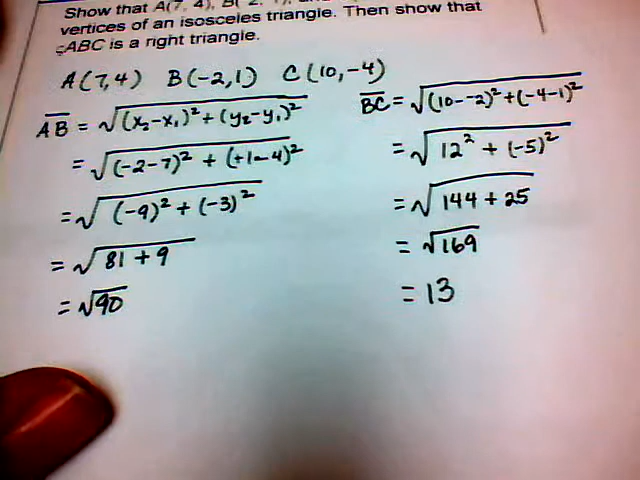 Show that A(7, 4), B(-2, 1),
vertices of an isosceles triangle. Then show that
ABC is a right triangle.
A(7,4) B(-2,1) C(10,-4)
AB = √(x₂-x₁)² + (y₂-y₁)²
= √(-2-7)² + (+1-4)²
= √(-9)² + (-3)²
= √81 + 9
= √90
BC = √(10--2)² + (-4-1)²
= √12² + (-5)²
= √144 + 25
= √169
= 13